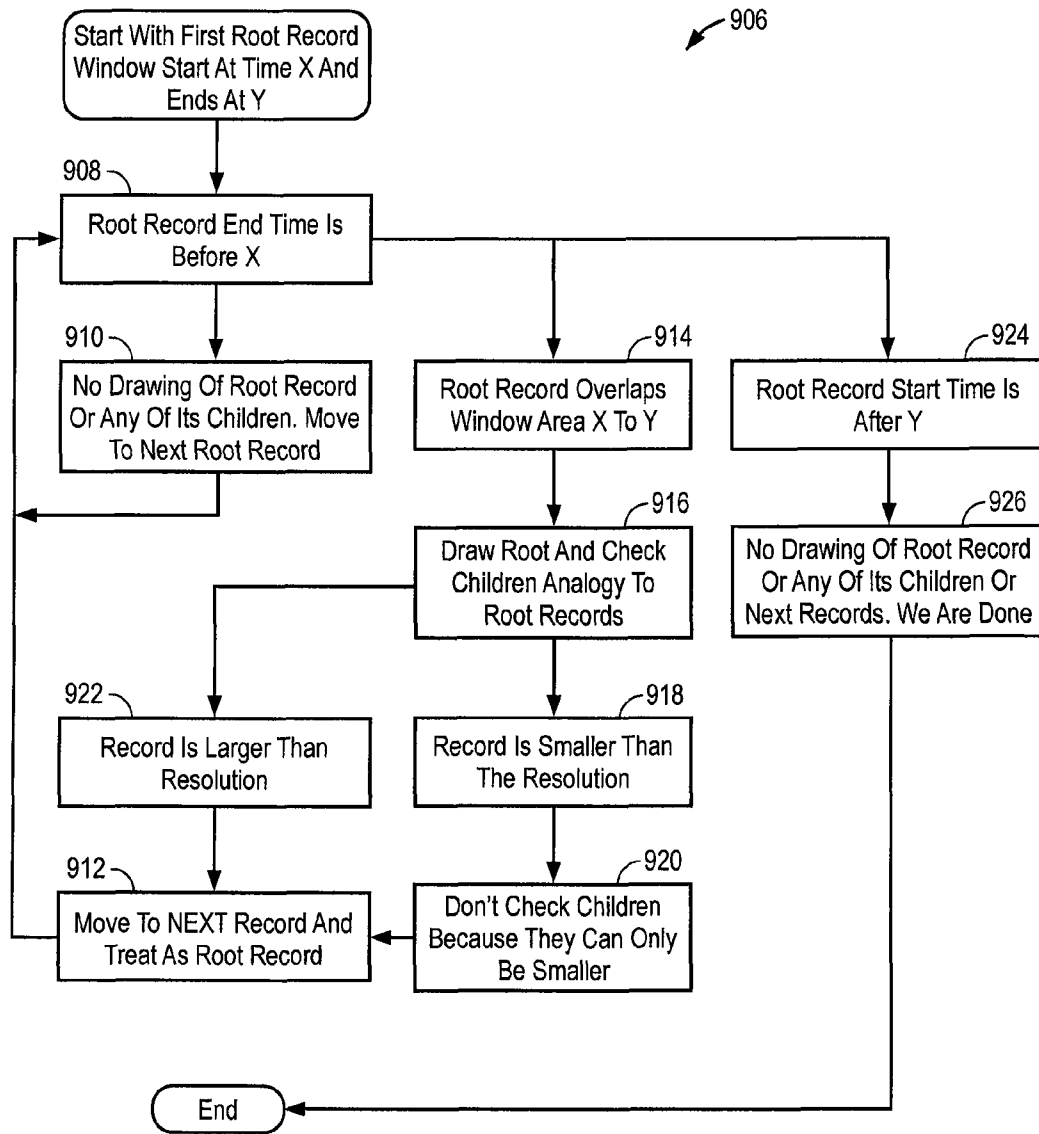 906
Start With First Root Record
Window Start At Time X And
Ends At Y
908
Root Record End Time Is
Before X
910
No Drawing Of Root Record
Or Any Of Its Children. Move
To Next Root Record
914
Root Record Overlaps
Window Area X To Y
924
Root Record Start Time Is
After Y
916
Draw Root And Check
Children Analogy To
Root Records
926
No Drawing Of Root Record
Or Any Of Its Children Or
Next Records. We Are Done
922
Record Is Larger Than
Resolution
918
Record Is Smaller Than
The Resolution
912
Move To NEXT Record And
Treat As Root Record
920
Don't Check Children
Because They Can Only
Be Smaller
End